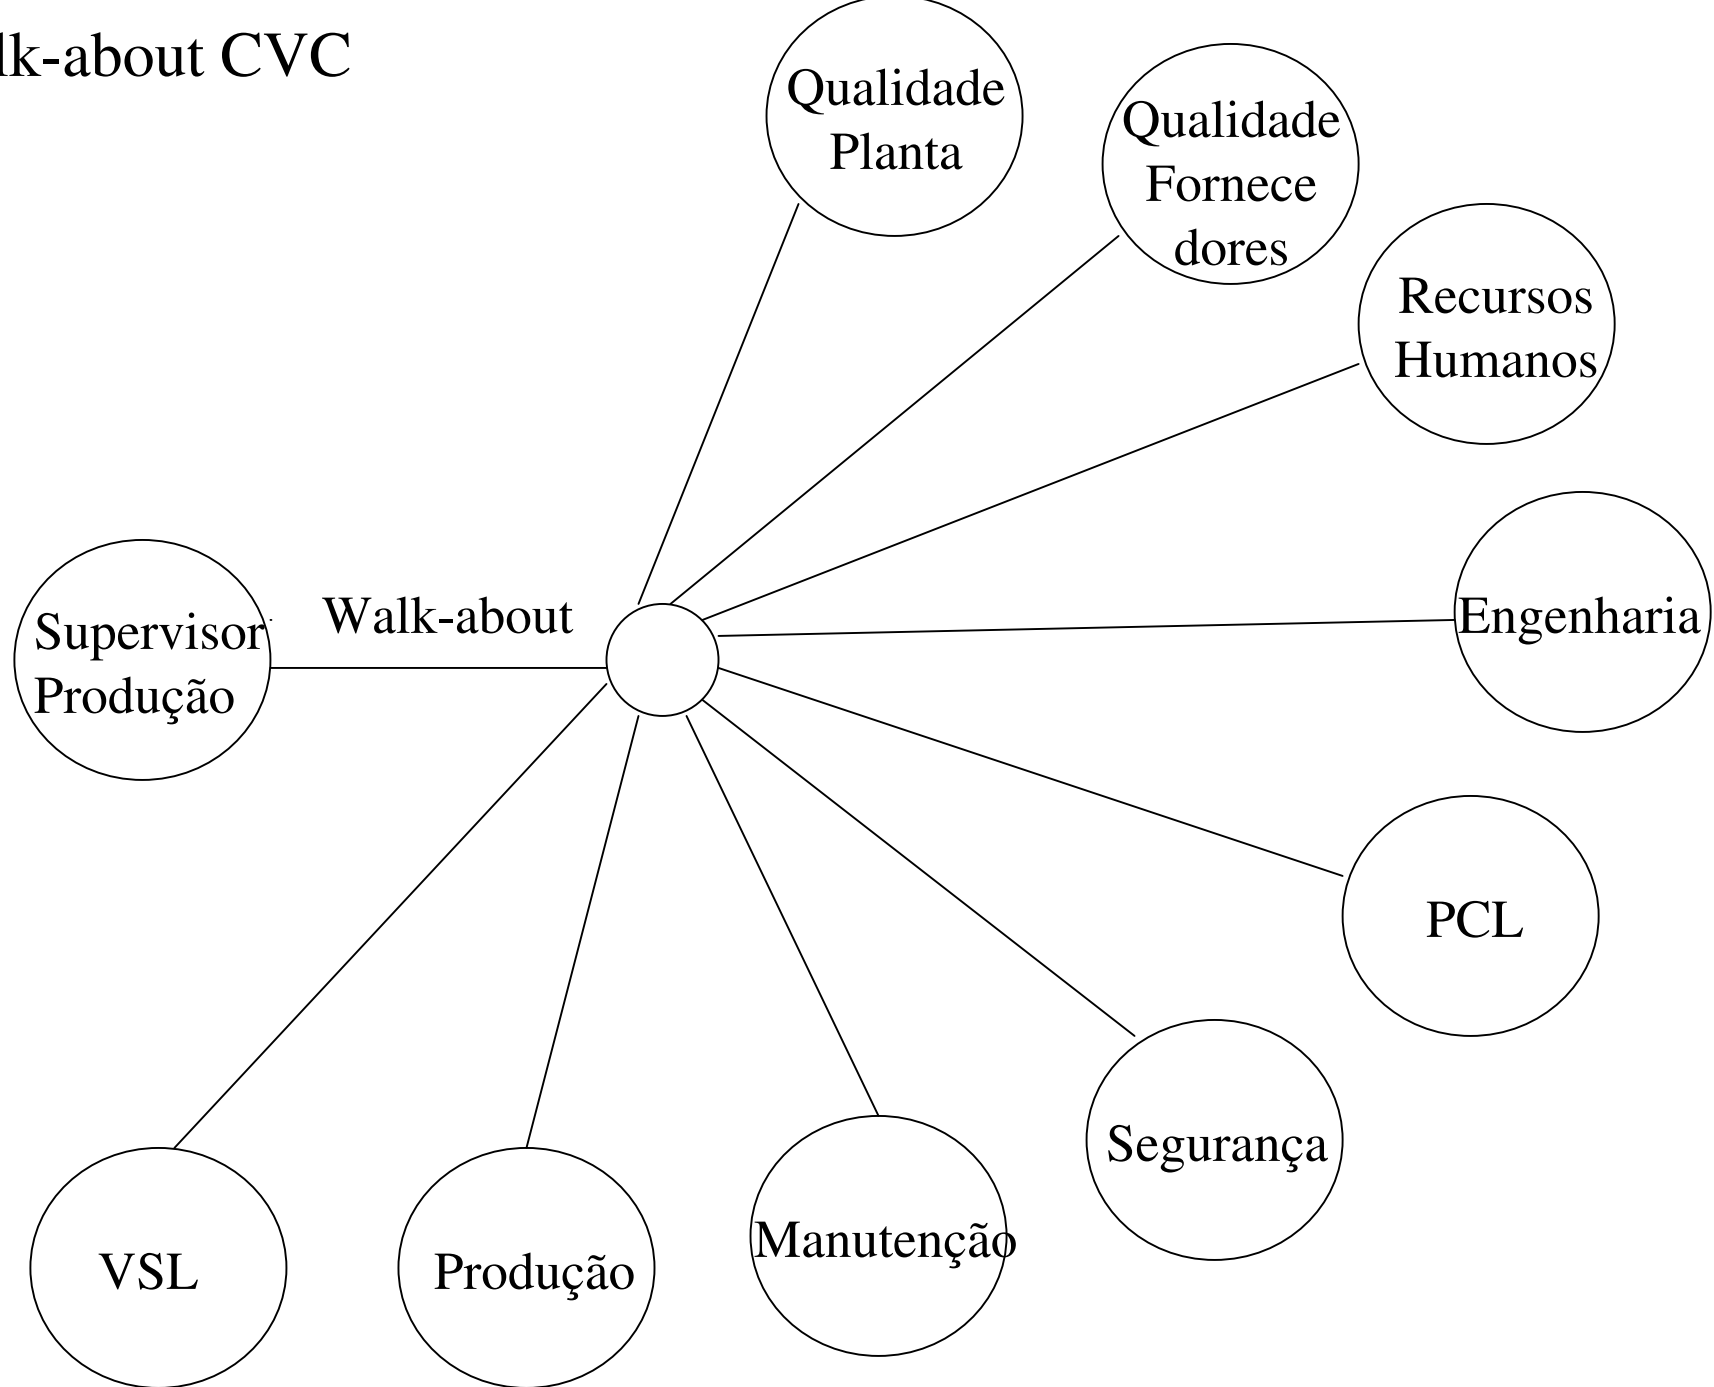 lk-about CVC
Qualidade
Planta
Qualidade
Fornece
dores
Recursos
Humanos
Engenharia
Walk-about
Supervisor
Produção
PCL
Segurança
Manutenção
Produção
VSL